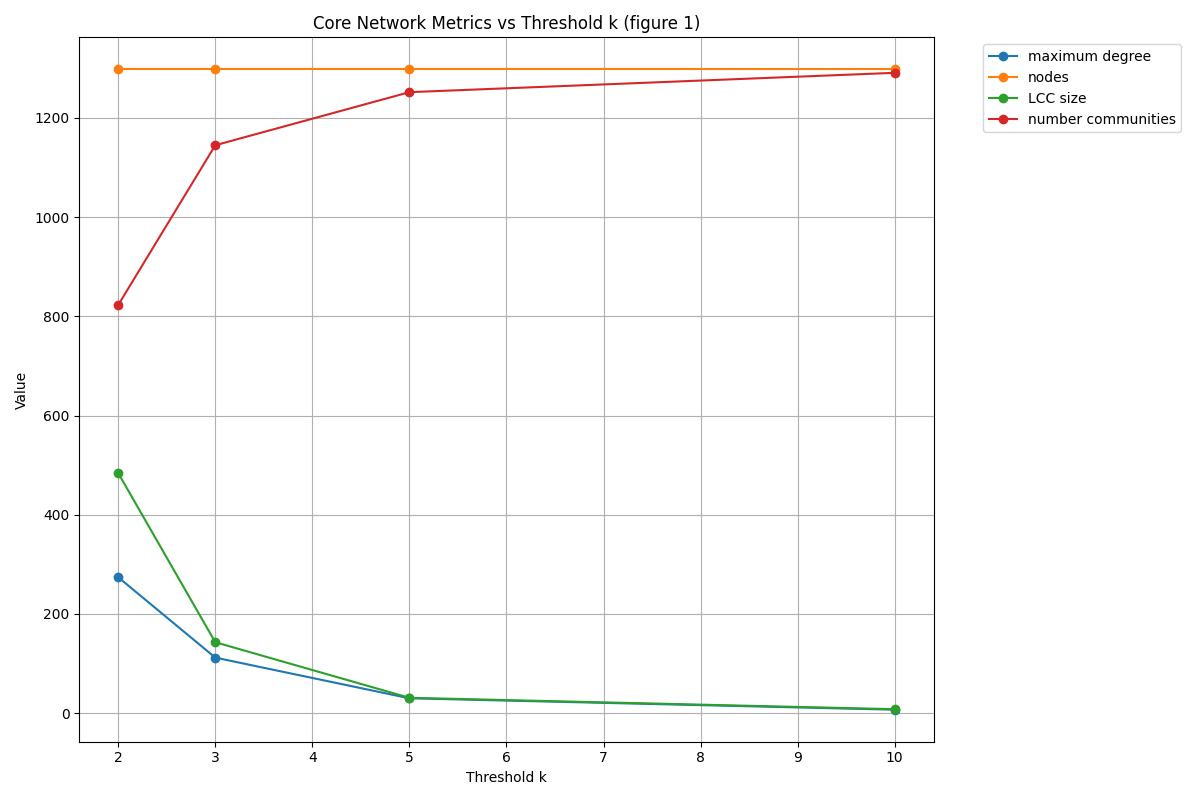 Core Network Metrics vs Threshold k (figure 1)
maximum degree
nodes
LCC size
number communities
Value
1200
1000
800
600
400
200
0
2 3 4 5 6 7 8 9 10
Threshold k